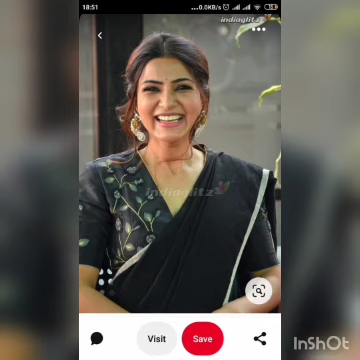 18:51
...0.0KB/s
indiaglitz
indiaglitz
Visit
Save
InShOt